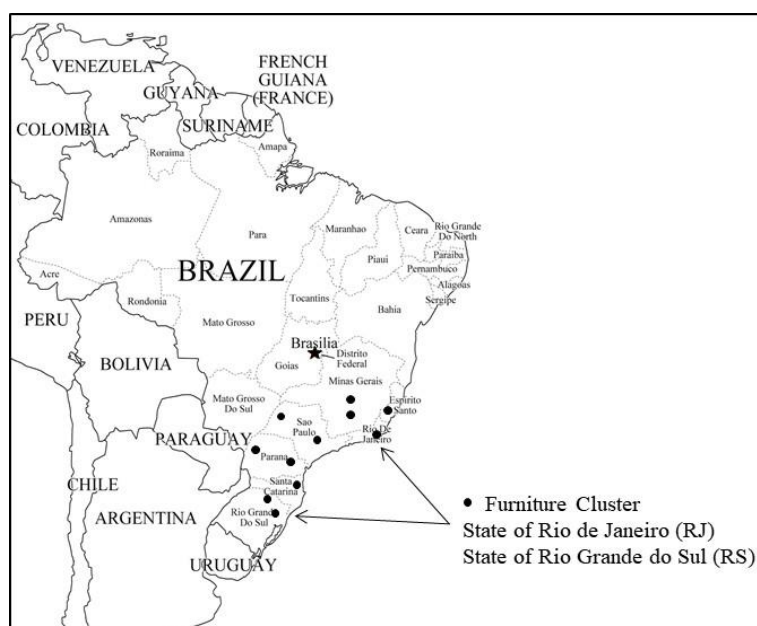 VENEZUELA
FRENCH
GUIANA
(FRANCE)
GUYANA
COLOMBIA
SURINAME
Roraima
Amapa
Amazonas
Para
Maranhao
Ceara
Rio Grande
Do North
Piaui
Paraiba
Pernambuco
Acre
BRAZIL
Alagoas
Sergipe
Rondonia
Tocantins
Bahia
PERU
Mato Grosso
Brasilia
BOLIVIA
Goias
Distrito
Federal
Minas Gerais
Mato Grosso
Do Sul
Espirito
Santo
Sao
Paulo
Rio De
Janeiro
PARAGUAY
Parana
CHILE
Santa
Catarina
ARGENTINA
Rio Grande
Do Sul
URUGUAY
Furniture Cluster
State of Rio de Janeiro (RJ)
State of Rio Grande do Sul (RS)